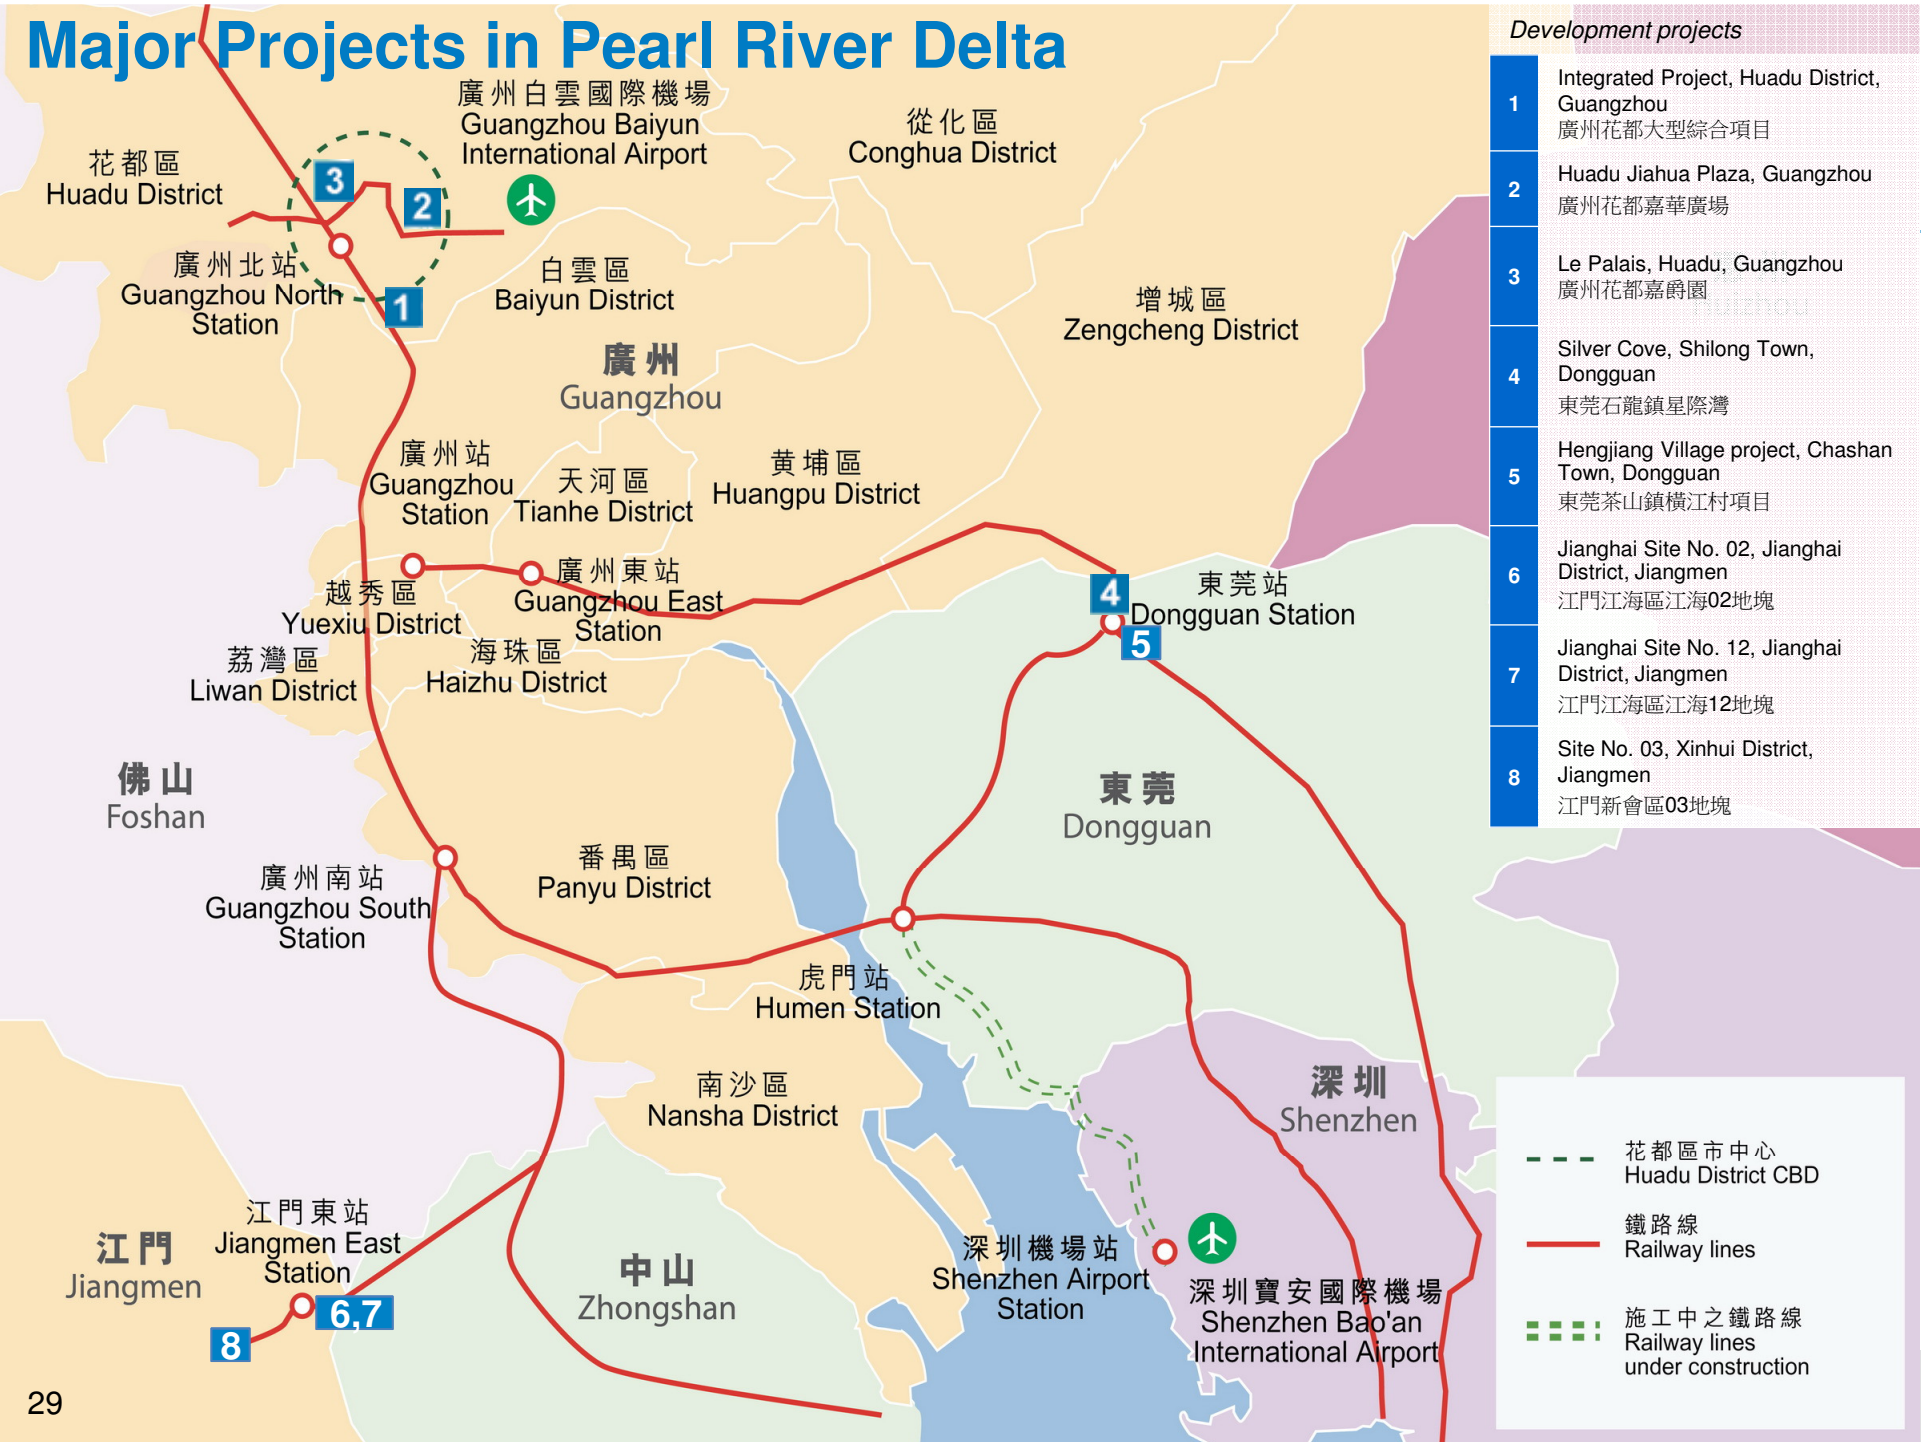 Major Projects in Pearl River Delta
廣州白雲國際機場
Guangzhou Baiyun
International Airport
從化區
Conghua District
花都區
Huadu District
3
2
廣州北站
Guangzhou North
Station
1
白雲區
Baiyun District
增城區
Zengcheng District
廣州
Guangzhou
廣州站
Guangzhou
Station
天河區
Tianhe District
黄埔區
Huangpu District
越秀區
Yuexiu District
廣州東站
Guangzhou East
Station
4
東莞站
Dongguan Station
5
荔灣區
Liwan District
海珠區
Haizhu District
佛山
Foshan
東莞
Dongguan
番禺區
Panyu District
廣州南站
Guangzhou South
Station
虎門站
Humen Station
南沙區
Nansha District
深圳
Shenzhen
江門東站
Jiangmen East
Station
江門
Jiangmen
6,7
8
中山
Zhongshan
深圳機場站
Shenzhen Airport
Station
深圳寶安國際機場
Shenzhen Bao'an
International Airport
Development projects
1
Integrated Project, Huadu District,
Guangzhou
廣州花都大型綜合項目
2
Huadu Jiahua Plaza, Guangzhou
廣州花都嘉華廣場
3
Le Palais, Huadu, Guangzhou
廣州花都嘉爵園
Huizhou
4
Silver Cove, Shilong Town,
Dongguan
東莞石龍鎮星際灣
5
Hengjiang Village project, Chashan
Town, Dongguan
東莞茶山鎮橫江村項目
6
Jianghai Site No. 02, Jianghai
District, Jiangmen
江門江海區江海02地塊
7
Jianghai Site No. 12, Jianghai
District, Jiangmen
江門江海區江海12地塊
8
Site No. 03, Xinhui District,
Jiangmen
江門新會區03地塊
花都區市中心
Huadu District CBD
鐵路線
Railway lines
施工中之鐵路線
Railway lines
under construction
29